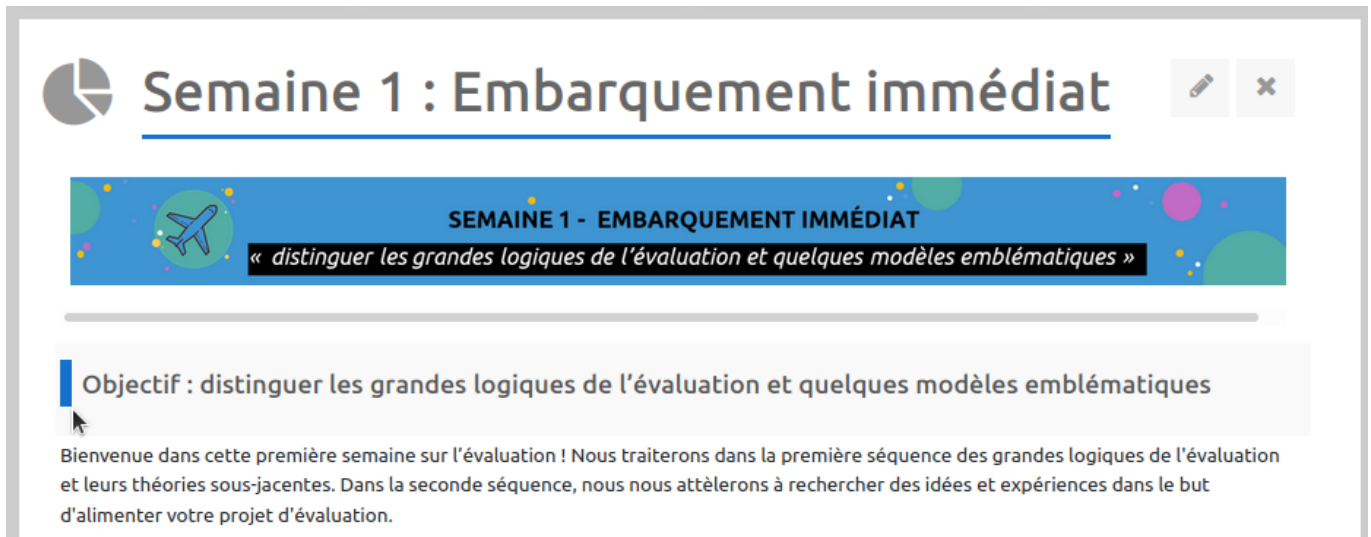 Semaine 1 : Embarquement immédiat
SEMAINE 1 - EMBARQUEMENT IMMÉDIAT
« distinguer les grandes logiques de l’évaluation et quelques modèles emblématiques »
Objectif : distinguer les grandes logiques de l’évaluation et quelques modèles emblématiques
Bienvenue dans cette première semaine sur l’évaluation ! Nous traiterons dans la première séquence des grandes logiques de l'évaluation
et leurs théories sous-jacentes. Dans la seconde séquence, nous nous attèlerons à rechercher des idées et expériences dans le but
d'alimenter votre projet d'évaluation.